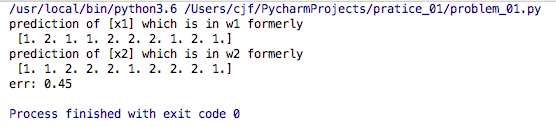 /usr/local/bin/python3.6 /Users/cjf/PycharmProjects/pratice_01/problem_01.py
prediction of [x1] which is in w1 formerly
[1. 2. 1. 1. 2. 2. 2. 1. 2. 1.]
prediction of [x2] which is in w2 formerly
[1. 1. 2. 2. 2. 1. 2. 2. 2. 1.]
err: 0.45
Process finished with exit code 0